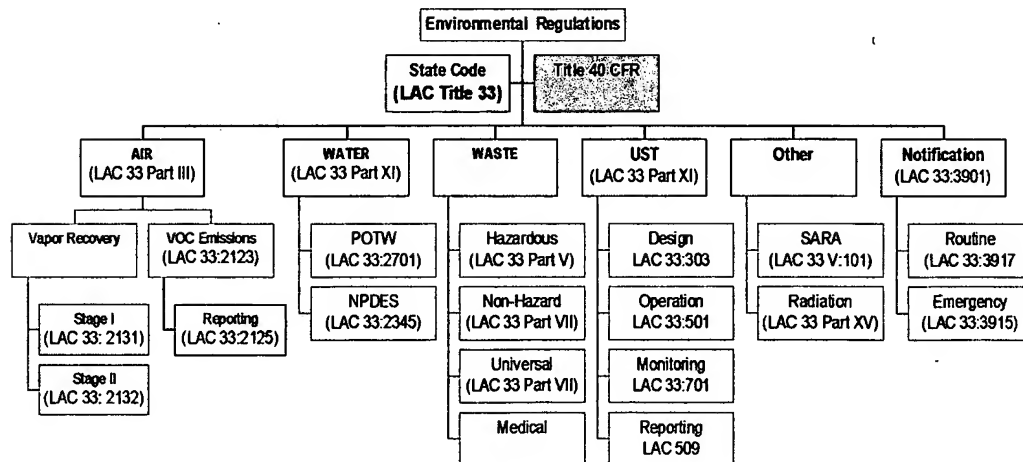 Environmental Regulations
State Code
(LAC Title 33)
Title 40 CFR
AIR
(LAC 33 Part III)
WATER
(LAC 33 Part XI)
WASTE
UST
(LAC 33 Part XI)
Other
Notification
(LAC 33:3901)
Vapor Recovery
VOC Emissions
(LAC 33:2123)
Stage I
(LAC 33: 2131)
Stage II
(LAC 33: 2132)
Reporting
(LAC 33:2125)
POTW
(LAC 33:2701)
NPDES
(LAC 33:2345)
Hazardous
(LAC 33 Part V)
Non-Hazard
(LAC 33 Part VII)
Universal
(LAC 33 Part VII)
Medical
Design
LAC 33:303
Operation
LAC 33:501
Monitoring
LAC 33:701
Reporting
LAC 509
SARA
(LAC 33 V:101)
Radiation
(LAC 33 Part XV)
Routine
(LAC 33:3917
Emergency
(LAC 33:3915)